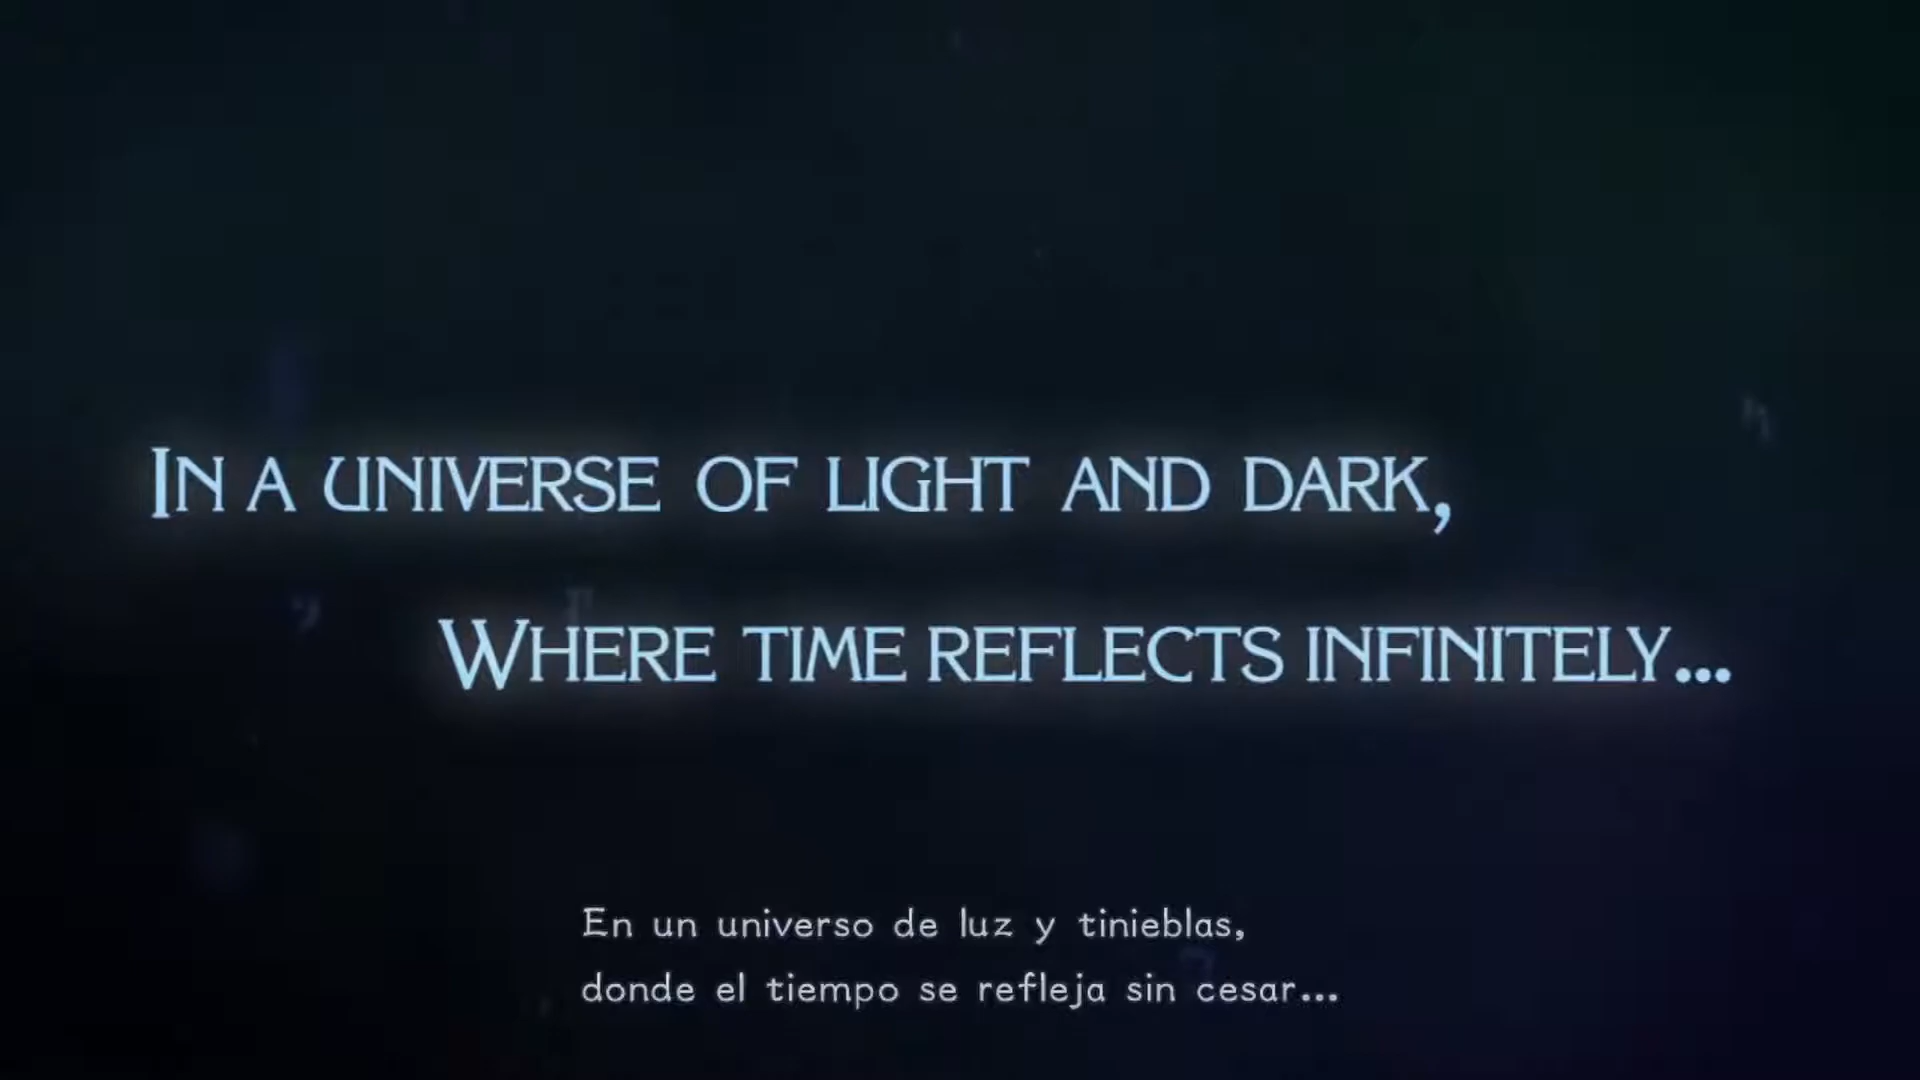 In a universe of light and dark,
Where time reflects infinitely...
En un universo de luz y tinieblas,
donde el tiempo se refleja sin cesar...